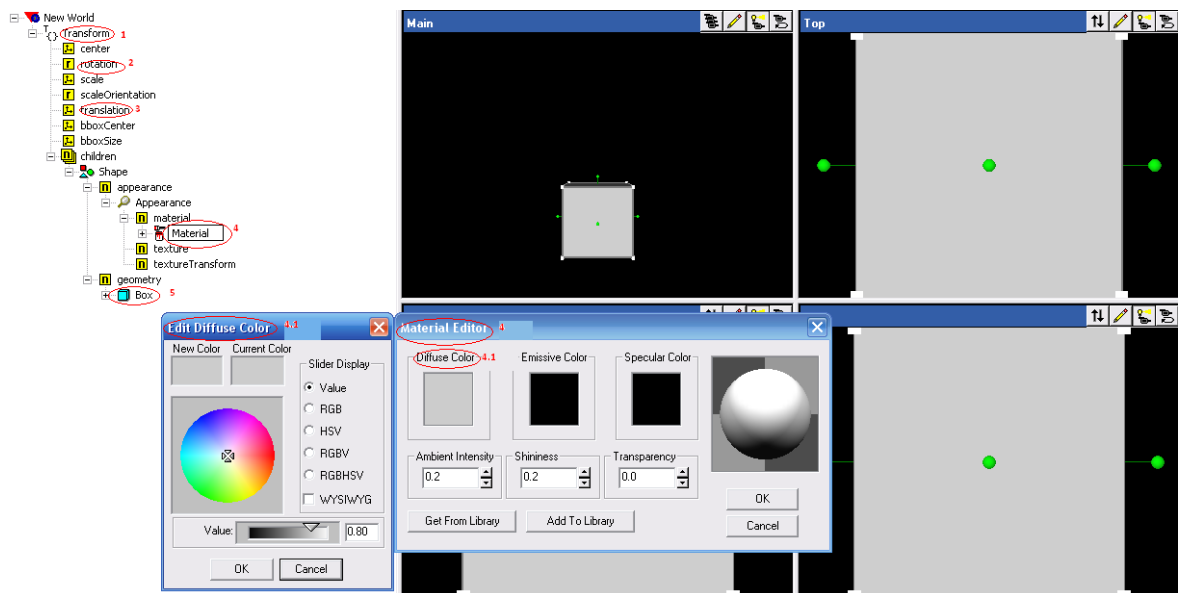 New World
Transform 1
center
rotation 2
scale
scaleOrientation
translation 3
bboxCenter
bboxSize
children
Shape
appearance
Appearance
material
Material 4
texture
textureTransform
geometry
Box 5
Main
Top
Edit Diffuse Color 4.1
New Color Current Color
Slider Display
Value
RGB
HSV
RGBV
RGBHSV
WYSIWYG
Value: 0.80
OK Cancel
Material Editor 4
Diffuse Color 4.1 Emissive Color Specular Color
Ambient Intensity Shininess Transparency
0.2 0.2 0.0
OK
Get From Library Add To Library
Cancel